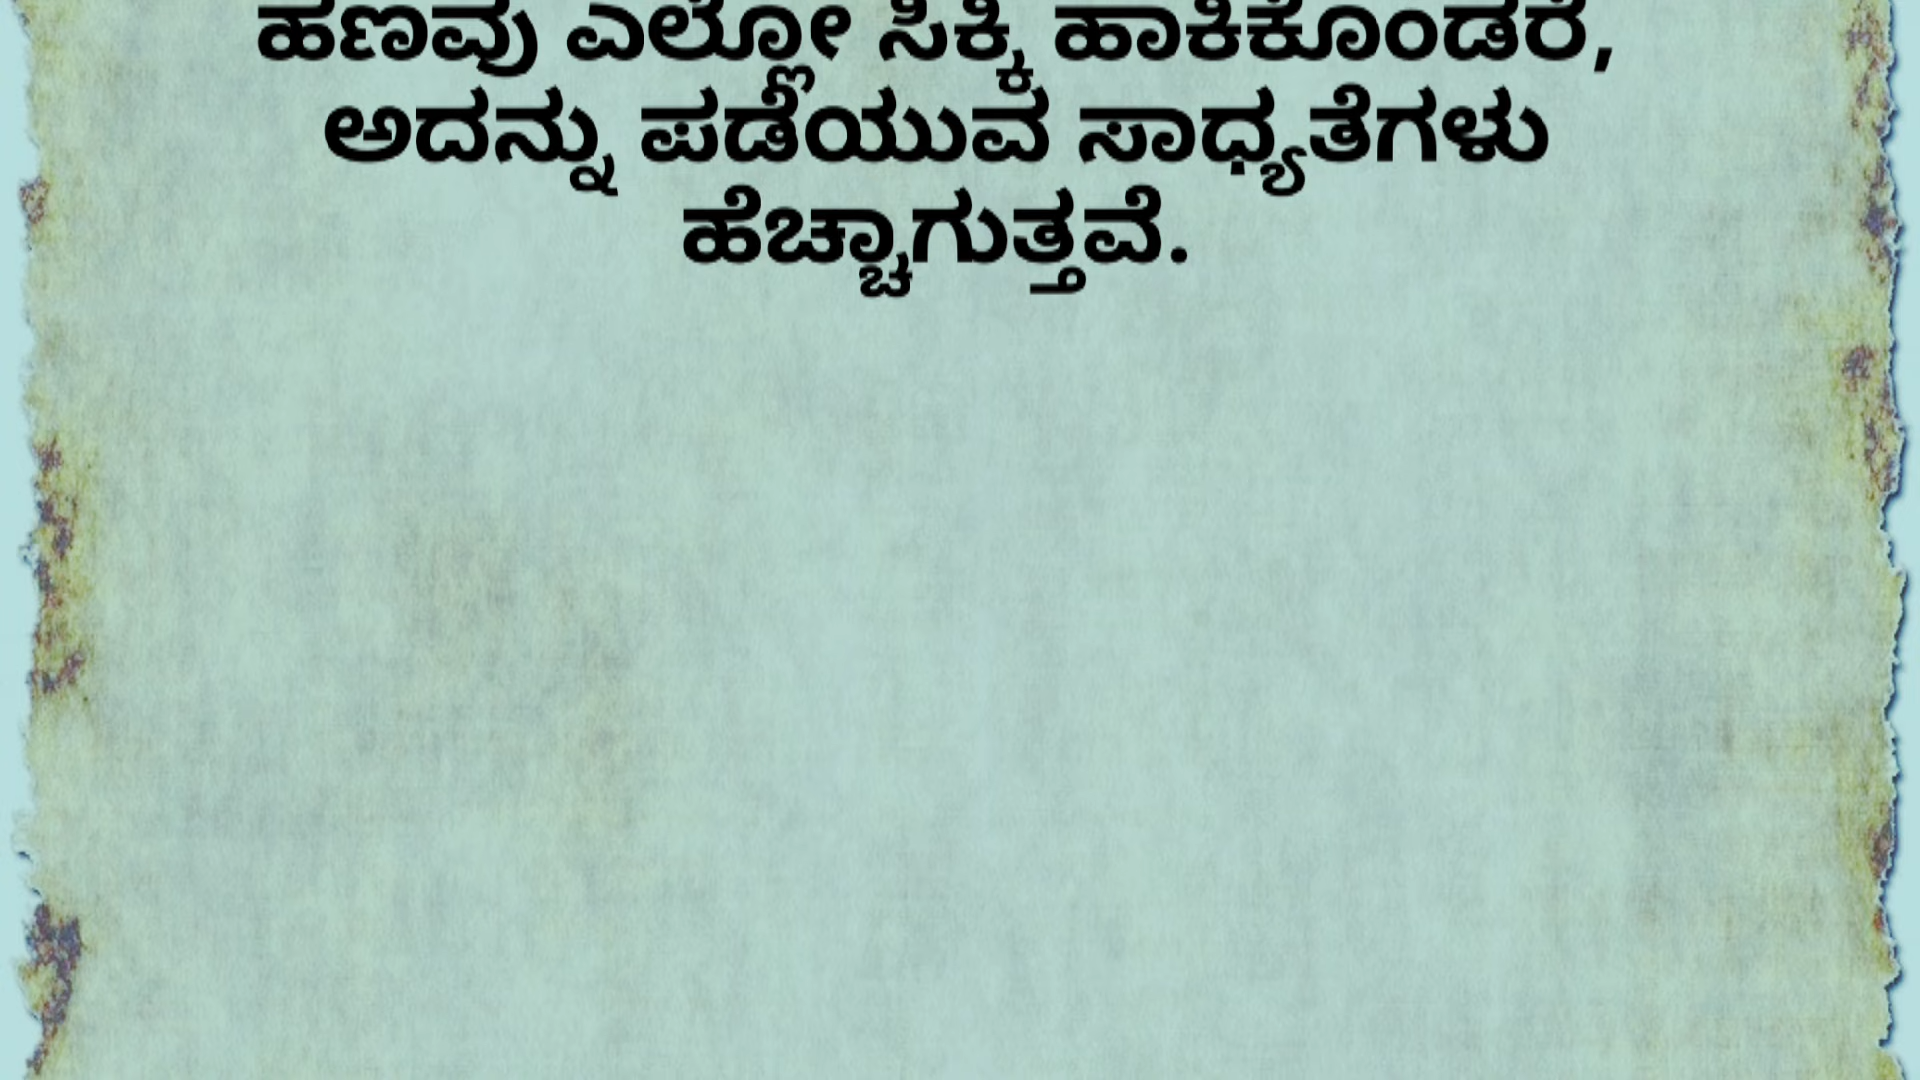 ಹಣವು ಎಲ್ಲೋ ಸಿಕ್ಕಿ ಹಾಕಿಕೊಂಡರೆ,
ಅದನ್ನು ಪಡೆಯುವ ಸಾಧ್ಯತೆಗಳು
ಹೆಚ್ಚಾಗುತ್ತವೆ.